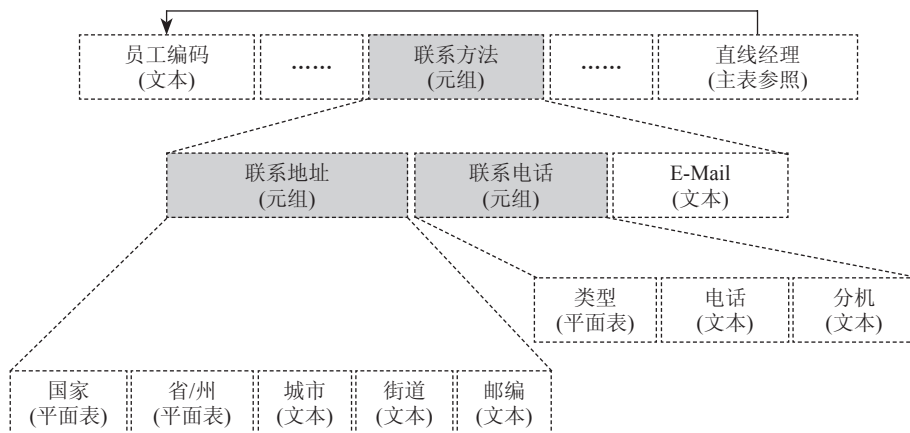 员工编码
(文本)
……
联系方法
(元组)
……
直线经理
(主表参照)
联系地址
(元组)
联系电话
(元组)
E-Mail
(文本)
类型
(平面表)
电话
(文本)
分机
(文本)
国家
(平面表)
省/州
(平面表)
城市
(文本)
街道
(文本)
邮编
(文本)